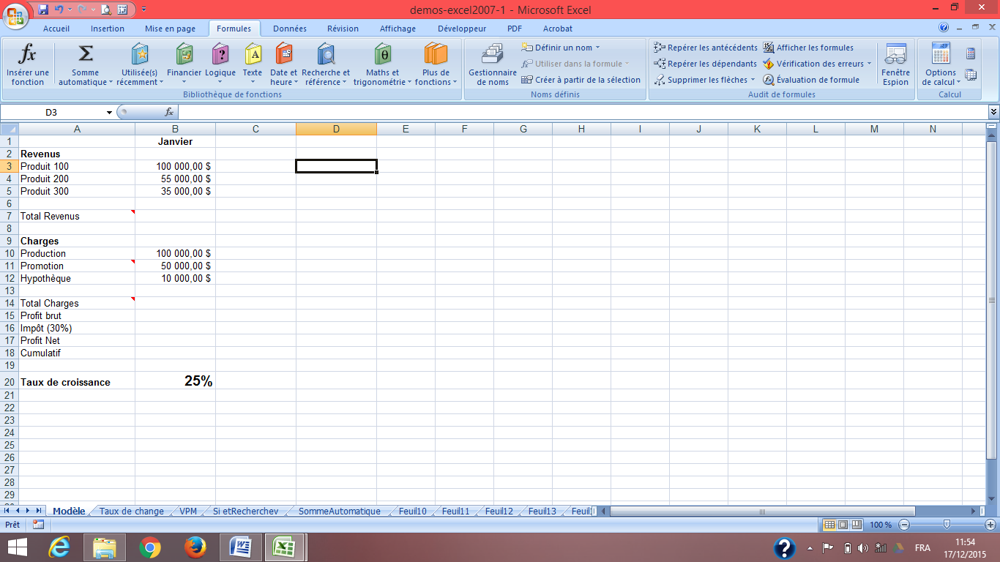 demos-excel2007-1 - Microsoft Excel
Accueil Insertion Mise en page Formules Données Révision Affichage Développeur PDF Acrobat
Insérer une fonction
Somme automatique
Utilisée(s) récemment
Financier
Logique
Texte
Date et heure
Recherche et référence
Maths et trigonométrie
Plus de fonctions
Bibliothèque de fonctions
Gestionnaire de noms
Définir un nom
Utiliser dans la formule
Créer à partir de la sélection
Noms définis
Repérer les antécédents
Repérer les dépendants
Supprimer les flèches
Afficher les formules
Vérification des erreurs
Évaluation de formule
Audit de formules
Fenêtre Espion
Options de calcul
Calcul
D3 fx
A B C D E F G H I J K L M N
1 Janvier
2 Revenus
3 Produit 100 100 000,00 $
4 Produit 200 55 000,00 $
5 Produit 300 35 000,00 $
6
7 Total Revenus
8
9 Charges
10 Production 100 000,00 $
11 Promotion 50 000,00 $
12 Hypothèque 10 000,00 $
13
14 Total Charges
15 Profit brut
16 Impôt (30%)
17 Profit Net
18 Cumulatif
19
20 Taux de croissance 25%
21
22
23
24
25
26
27
28
29
Modèle Taux de change VPM Si etRecherchev SommeAutomatique Feuil10 Feuil11 Feuil12 Feuil13
Prêt 100 %
FRA 11:54
17/12/2015